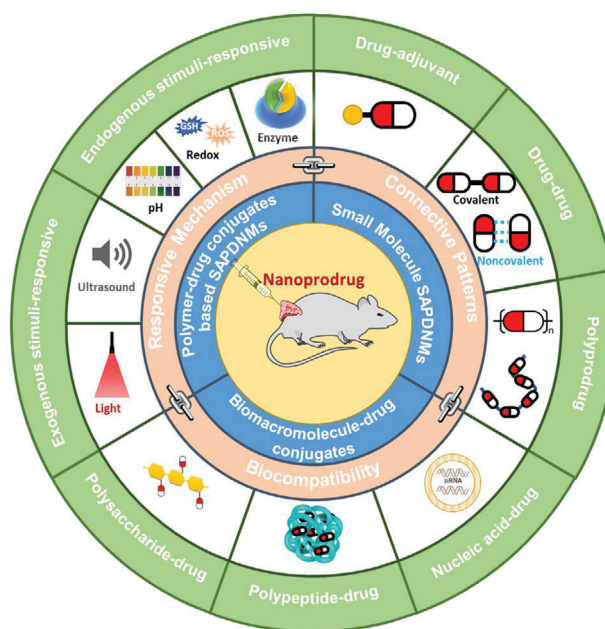 Endogenous stimuli-responsive
Drug-adjuvant
Drug-drug
Polyprodrug
Nucleic acid-drug
Polypeptide-drug
Polysaccharide-drug
Exogenous stimuli-responsive
GSH
ROS
Redox
Enzyme
pH
Ultrasound
Light
Covalent
Noncovalent
n
siRNA
Responsive Mechanism
Connective Patterns
Biocompatibility
Polymer-drug conjugates
based SAPDNMs
Small Molecule SAPDNMs
Biomacromolecule-drug
conjugates
Nanoprodrug